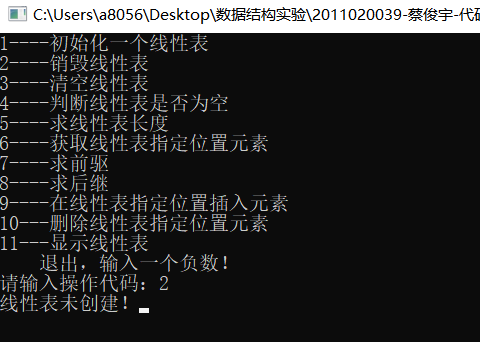 C:\Users\a8056\Desktop\数据结构实验\2011020039-蔡俊宇-代码
1----初始化一个线性表
2----销毁线性表
3----清空线性表
4----判断线性表是否为空
5----求线性表长度
6----获取线性表指定位置元素
7----求前驱
8----求后继
9----在线性表指定位置插入元素
10---删除线性表指定位置元素
11---显示线性表
退出，输入一个负数！
请输入操作代码：2
线性表未创建！